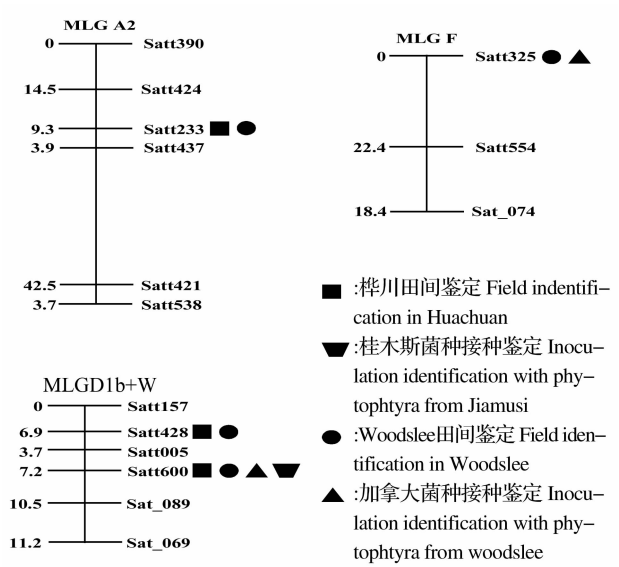 MLG A2
0 Satt390
14.5 Satt424
9.3 Satt233
3.9 Satt437
42.5 Satt421
3.7 Satt538
MLG F
0 Satt325
22.4 Satt554
18.4 Sat_074
MLGD1b+W
0 Satt157
6.9 Satt428
3.7 Satt005
7.2 Satt600
10.5 Sat_089
11.2 Sat_069
:桦川田间鉴定 Field indentifi-
cation in Huachuan
:桂木斯菌种接种鉴定 Inocu-
lation identification with phy-
tophtyra from Jiamusi
:Woodslee田间鉴定 Field iden-
tification in Woodslee
:加拿大菌种接种鉴定 Inocu-
lation identification with phy-
tophtyra from woodslee